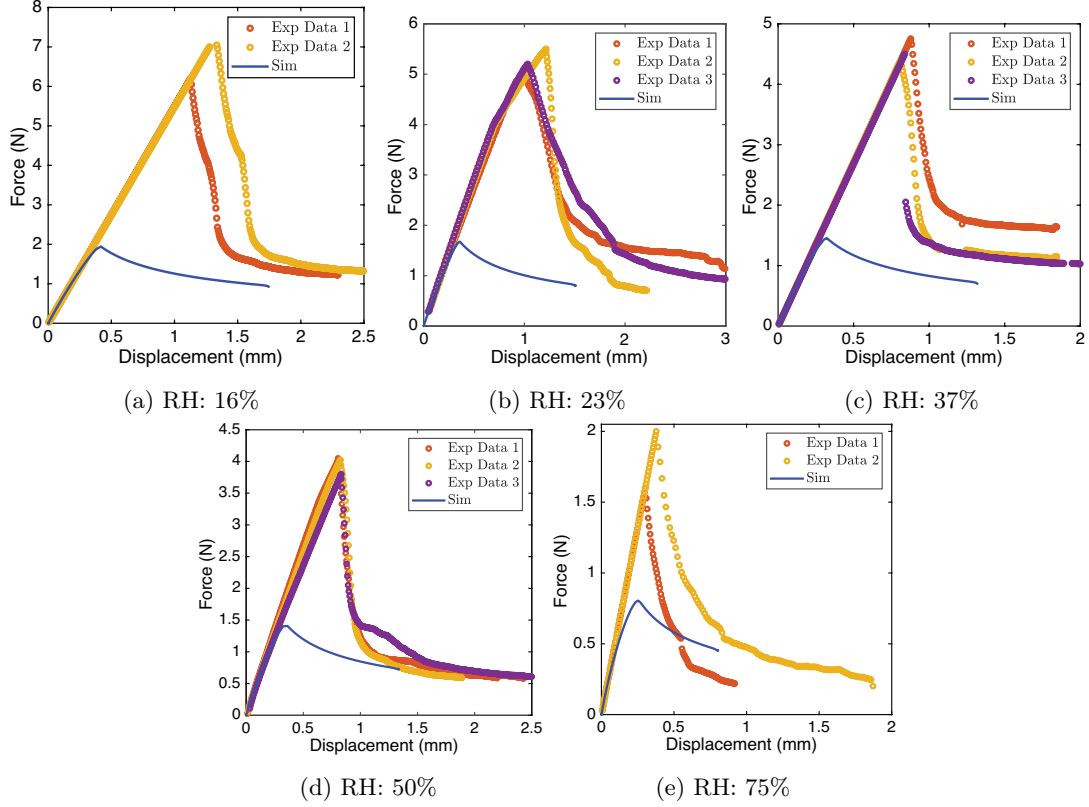 8
7
6
5
4
3
2
1
0
Force (N)
0 0.5 1 1.5 2 2.5
Displacement (mm)
Exp Data 1
Exp Data 2
Sim
(a) RH: 16%
6
5
4
3
2
1
0
Force (N)
0 1 2 3
Displacement (mm)
Exp Data 1
Exp Data 2
Exp Data 3
Sim
(b) RH: 23%
5
4
3
2
1
0
Force (N)
0 0.5 1 1.5 2
Displacement (mm)
Exp Data 1
Exp Data 2
Exp Data 3
Sim
(c) RH: 37%
4.5
4
3.5
3
2.5
2
1.5
1
0.5
0
Force (N)
0 0.5 1 1.5 2 2.5
Displacement (mm)
Exp Data 1
Exp Data 2
Exp Data 3
Sim
(d) RH: 50%
2
1.5
1
0.5
0
Force (N)
0 0.5 1 1.5 2
Displacement (mm)
Exp Data 1
Exp Data 2
Sim
(e) RH: 75%